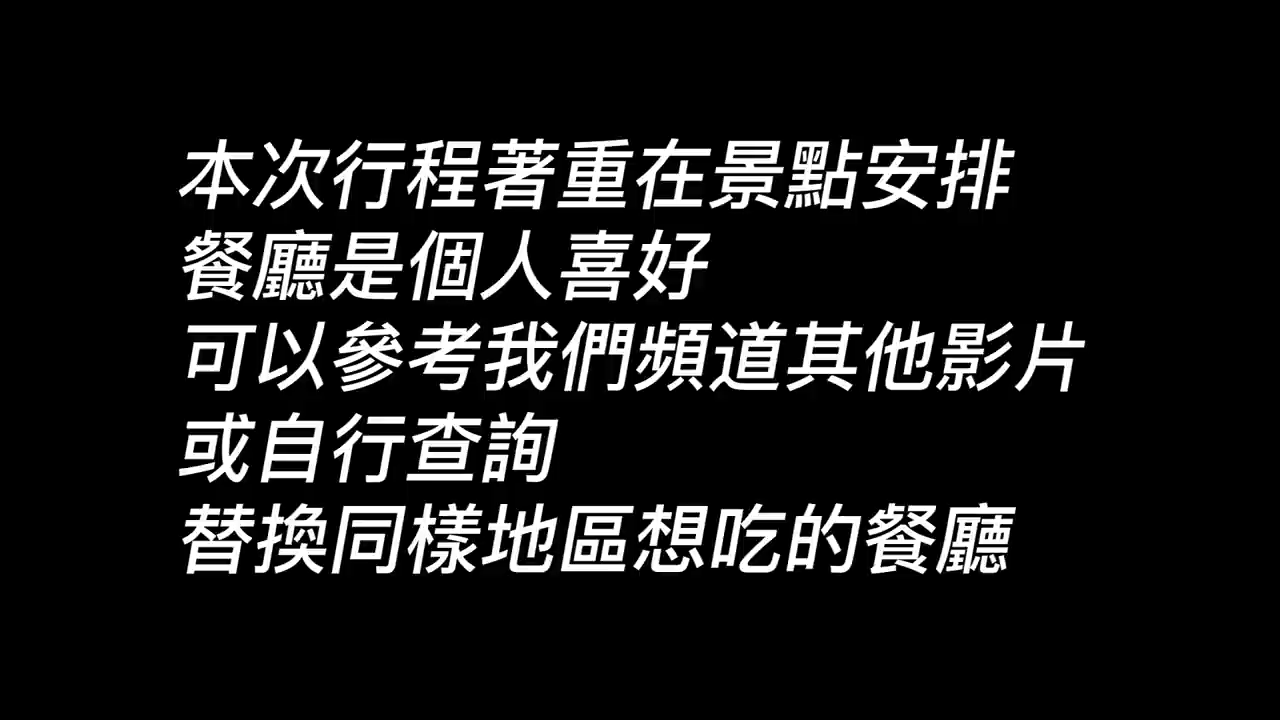 本次行程著重在景點安排
餐廳是個人喜好
可以參考我們頻道其他影片
或自行查詢
替換同樣地區想吃的餐廳